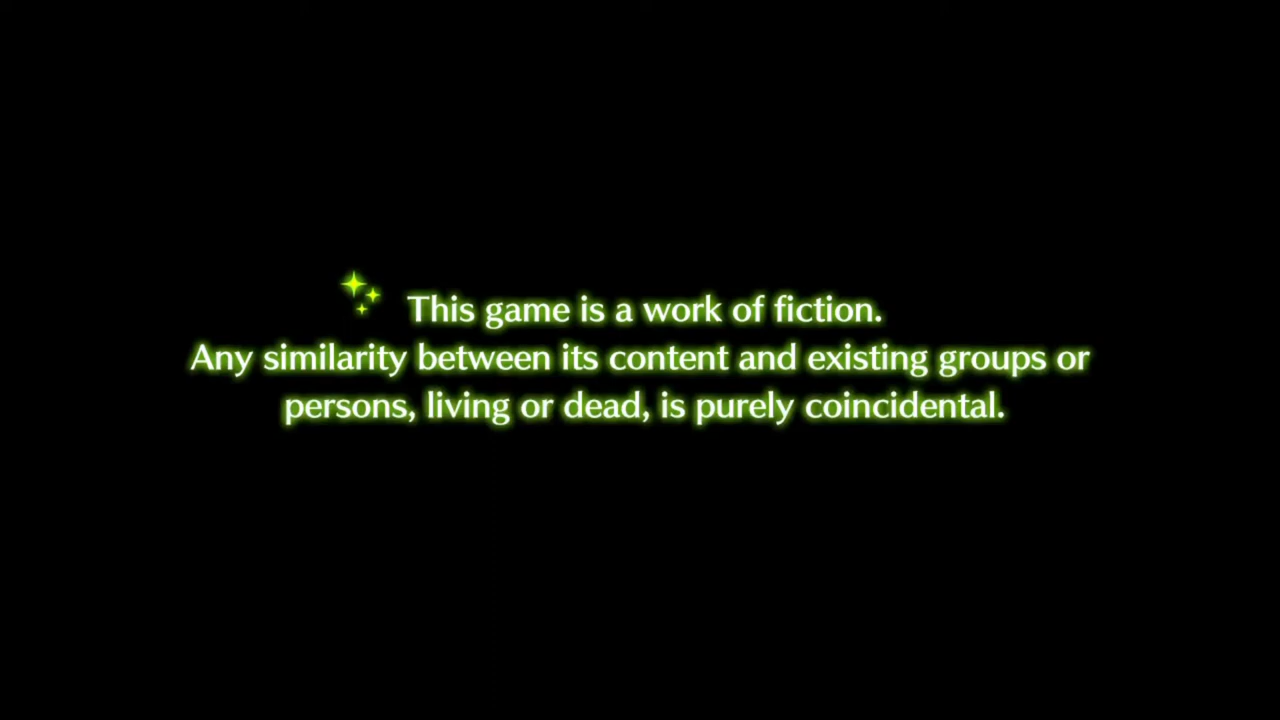 This game is a work of fiction.
Any similarity between its content and existing groups or
persons, living or dead, is purely coincidental.